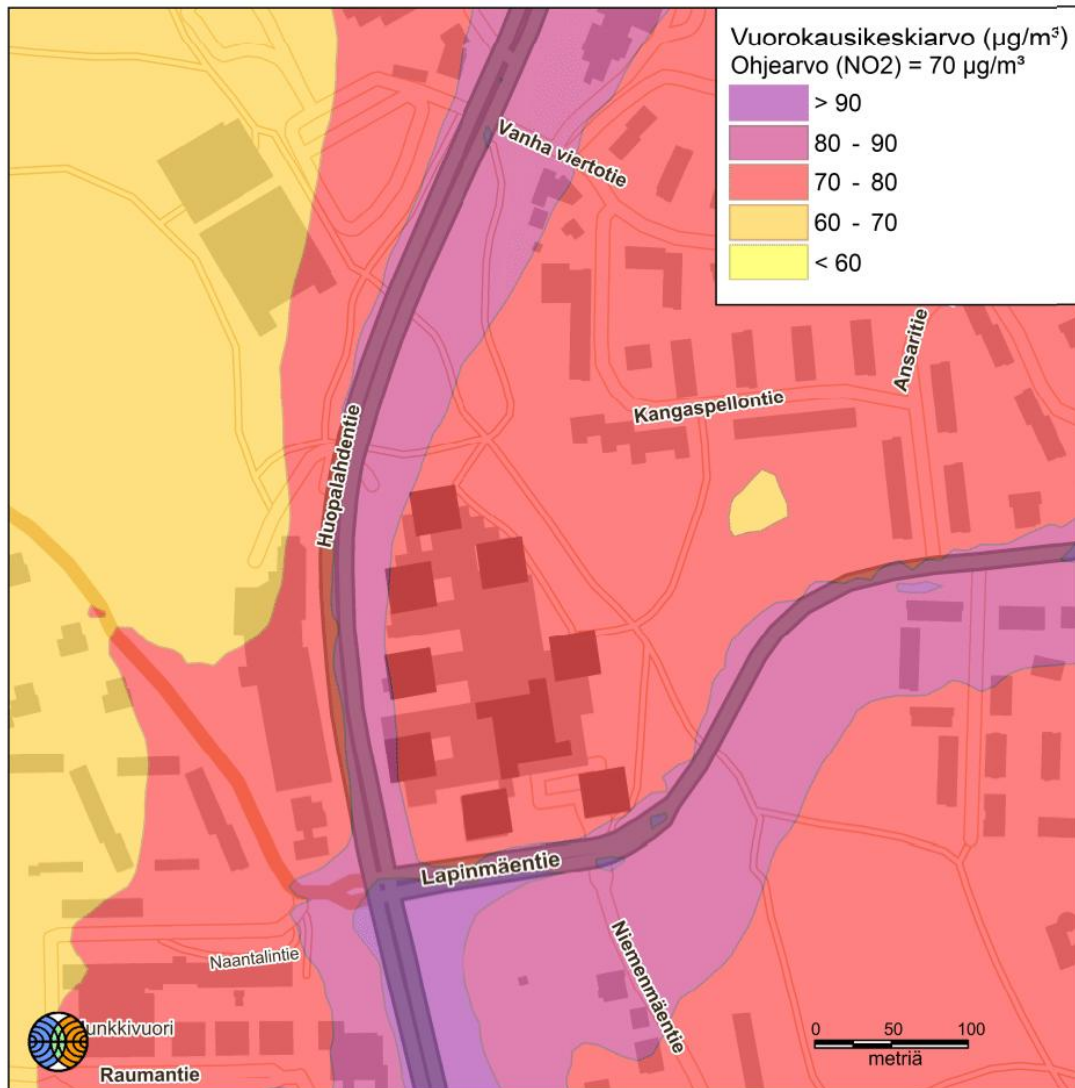 Vuorokausikeskiarvo (µg/m³)
Ohjearvo (NO2) = 70 µg/m³
> 90
80 - 90
70 - 80
60 - 70
< 60
Vanha viertotie
Ansaritie
Kangaspellontie
Huopalahdentie
Lapinmäentie
Niemenmäentie
Naantalintie
unkkivuori
Raumantie
0 50 100
metriä